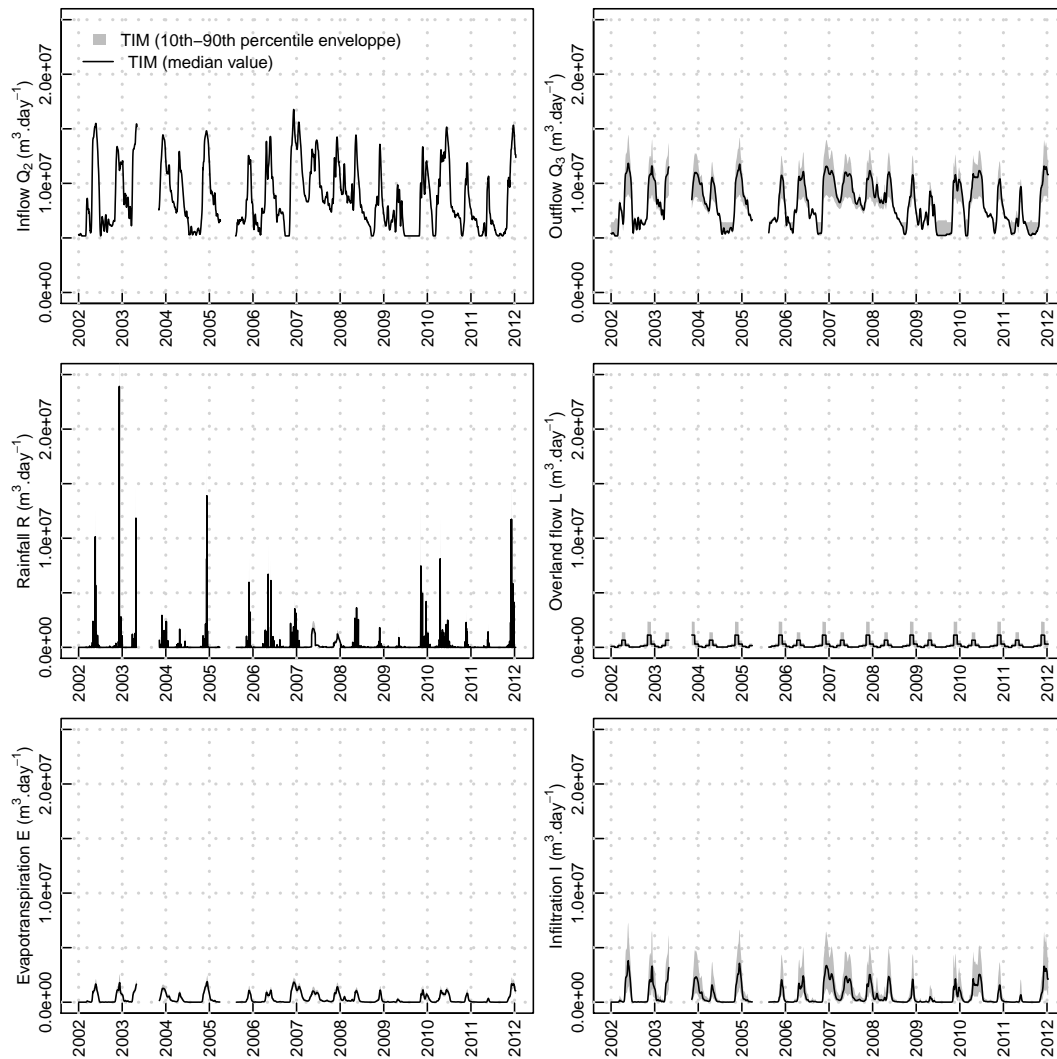 TIM (10th−90th percentile enveloppe)
TIM (median value)
Inflow Q2 (m3.day−1)
0.0e+00 1.0e+07 2.0e+07
2002 2003 2004 2005 2006 2007 2008 2009 2010 2011 2012
Outflow Q3 (m3.day−1)
0.0e+00 1.0e+07 2.0e+07
2002 2003 2004 2005 2006 2007 2008 2009 2010 2011 2012
Rainfall R (m3.day−1)
0.0e+00 1.0e+07 2.0e+07
2002 2003 2004 2005 2006 2007 2008 2009 2010 2011 2012
Overland flow L (m3.day−1)
0.0e+00 1.0e+07 2.0e+07
2002 2003 2004 2005 2006 2007 2008 2009 2010 2011 2012
Evapotranspiration E (m3.day−1)
0.0e+00 1.0e+07 2.0e+07
2002 2003 2004 2005 2006 2007 2008 2009 2010 2011 2012
Infiltration I (m3.day−1)
0.0e+00 1.0e+07 2.0e+07
2002 2003 2004 2005 2006 2007 2008 2009 2010 2011 2012